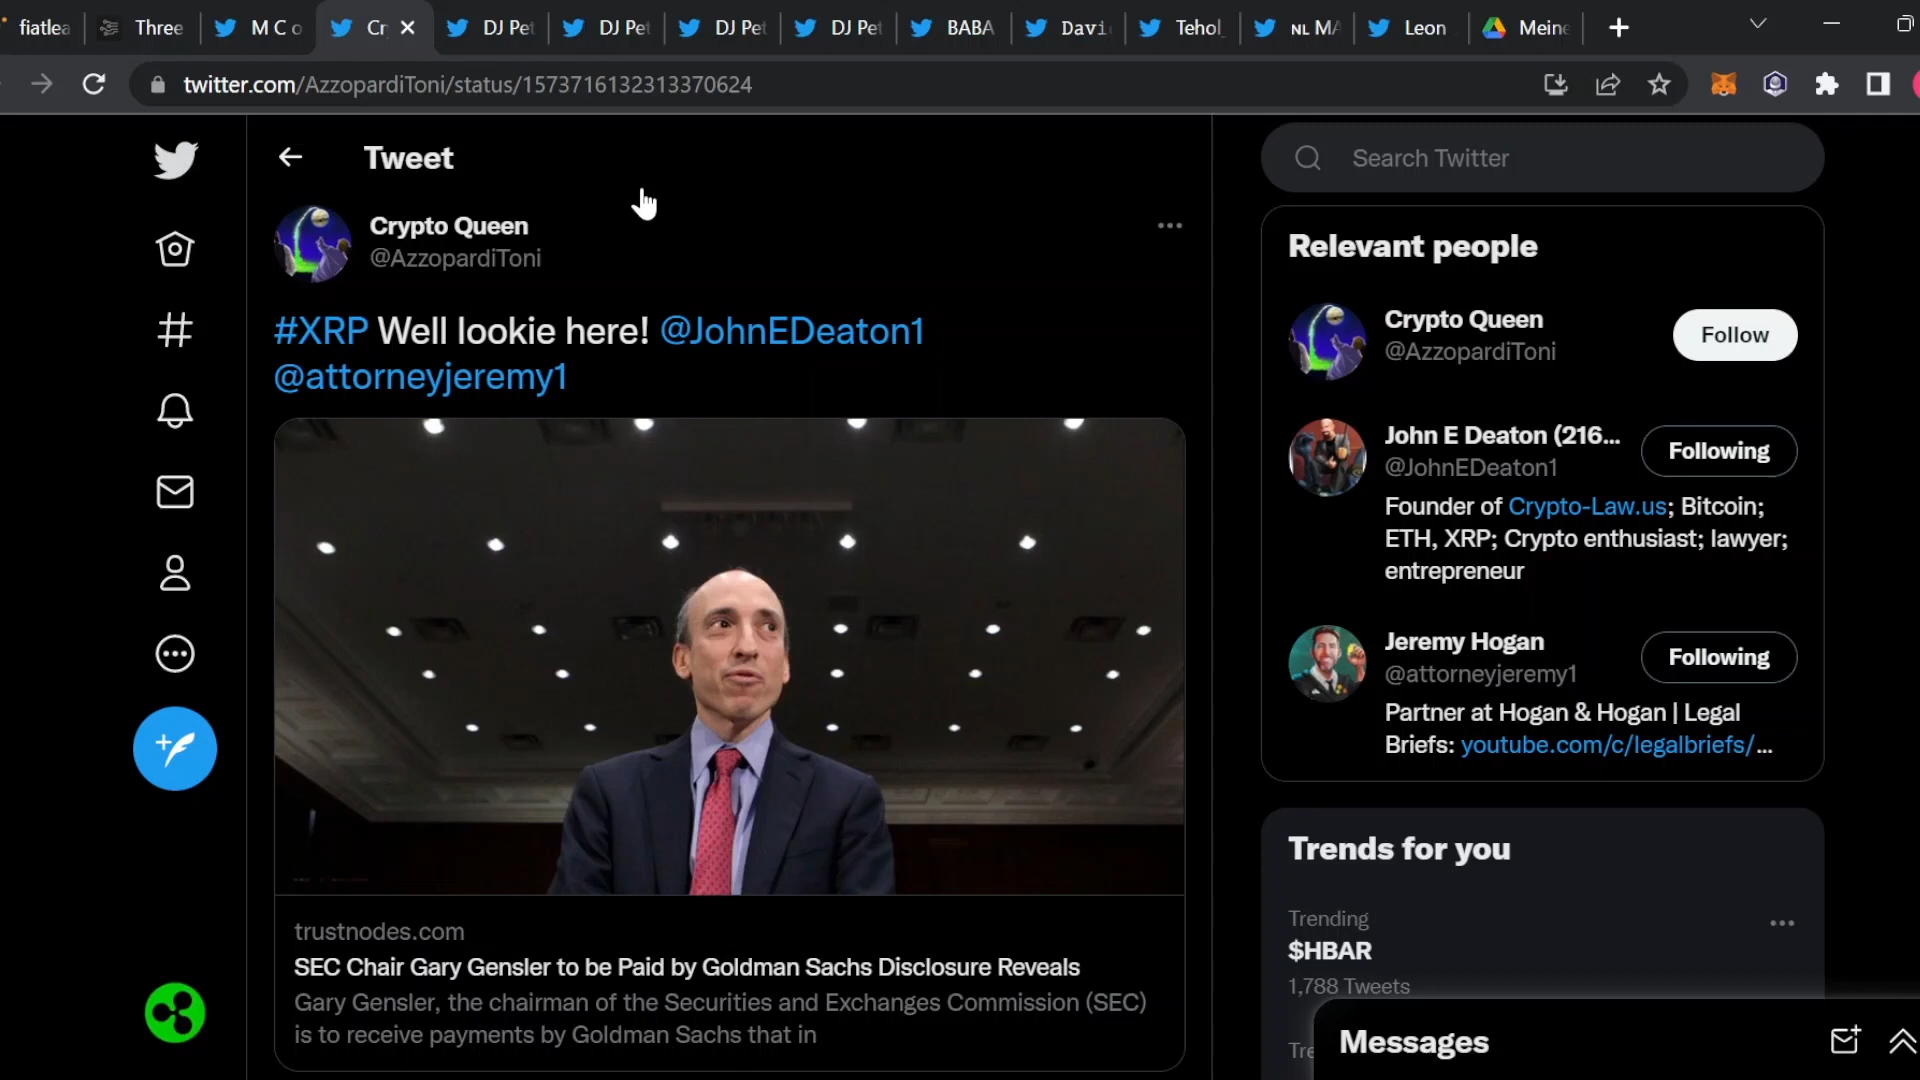 fiatlea
Three
M C o
Cr
DJ Pet
DJ Pet
DJ Pet
DJ Pet
BABA
Davi
Tehol
NL MA
Leon
Meine
twitter.com/AzzopardiToni/status/1573716132313370624
Tweet
Crypto Queen
@AzzopardiToni
#XRP Well lookie here! @JohnEDeaton1
@attorneyjeremy1
trustnodes.com
SEC Chair Gary Gensler to be Paid by Goldman Sachs Disclosure Reveals
Gary Gensler, the chairman of the Securities and Exchanges Commission (SEC)
is to receive payments by Goldman Sachs that in
Search Twitter
Relevant people
Crypto Queen
@AzzopardiToni
Follow
John E Deaton (216...
@JohnEDeaton1
Following
Founder of Crypto-Law.us; Bitcoin;
ETH, XRP; Crypto enthusiast; lawyer;
entrepreneur
Jeremy Hogan
@attorneyjeremy1
Following
Partner at Hogan & Hogan | Legal
Briefs: youtube.com/c/legalbriefs/...
Trends for you
Trending
$HBAR
1,788 Tweets
Tre
Messages